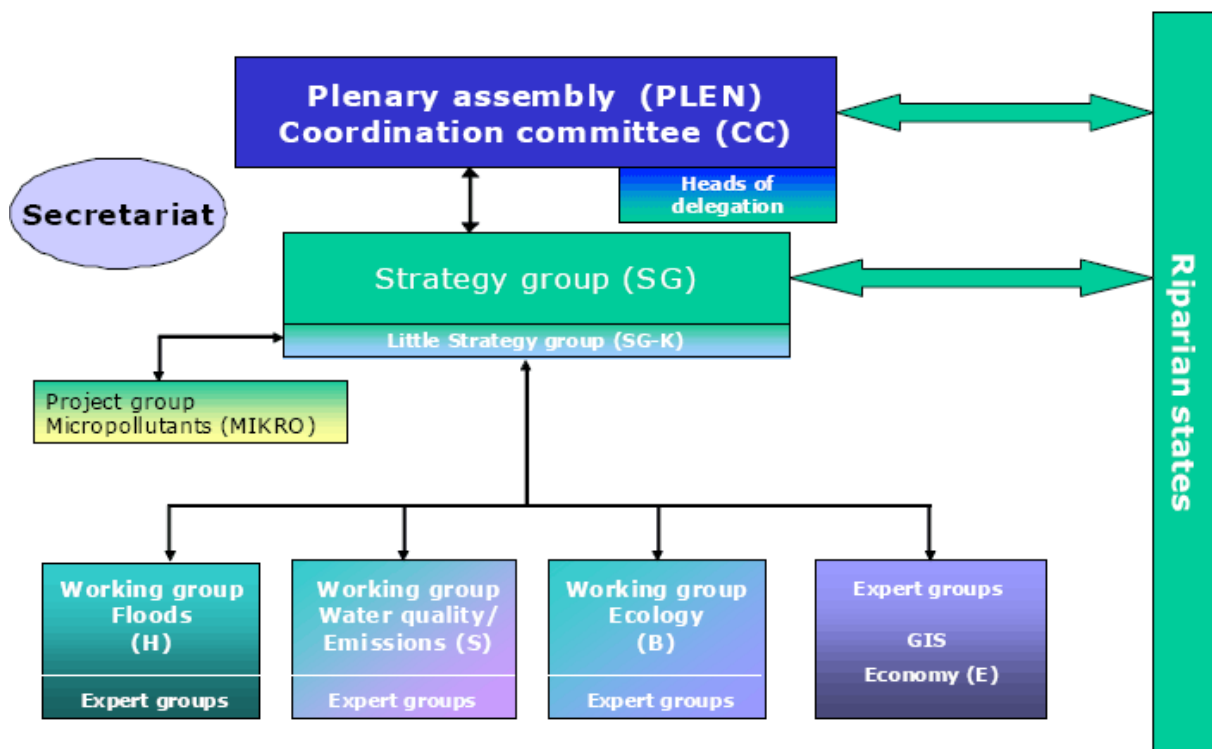 Plenary assembly (PLEN)
Coordination committee (CC)
Heads of
delegation
Secretariat
Strategy group (SG)
Little Strategy group (SG-K)
Project group
Micropollutants (MIKRO)
Working group
Floods
(H)
Expert groups
Working group
Water quality/
Emissions (S)
Expert groups
Working group
Ecology
(B)
Expert groups
Expert groups
GIS
Economy (E)
Riparian states